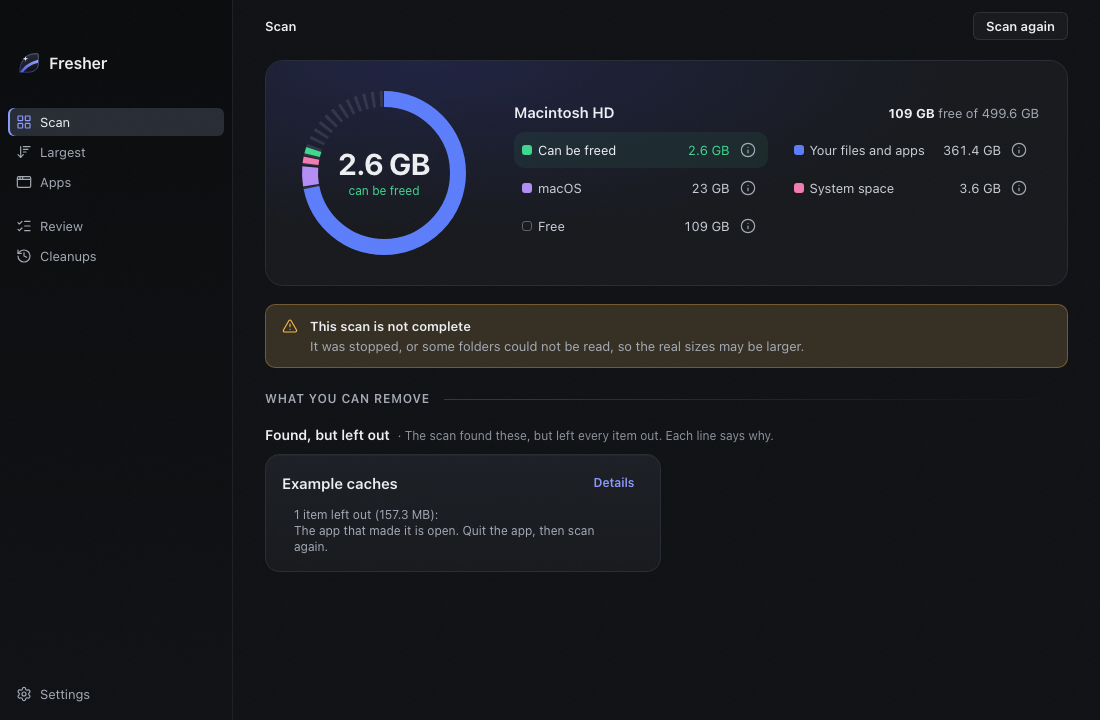 Fresher
Scan
Largest
Apps
Review
Cleanups
Settings
Scan
Scan again
2.6 GB
can be freed
Macintosh HD
109 GB free of 499.6 GB
Can be freed 2.6 GB
Your files and apps 361.4 GB
macOS 23 GB
System space 3.6 GB
Free 109 GB
This scan is not complete
It was stopped, or some folders could not be read, so the real sizes may be larger.
WHAT YOU CAN REMOVE
Found, but left out · The scan found these, but left every item out. Each line says why.
Example caches
Details
1 item left out (157.3 MB):
The app that made it is open. Quit the app, then scan
again.